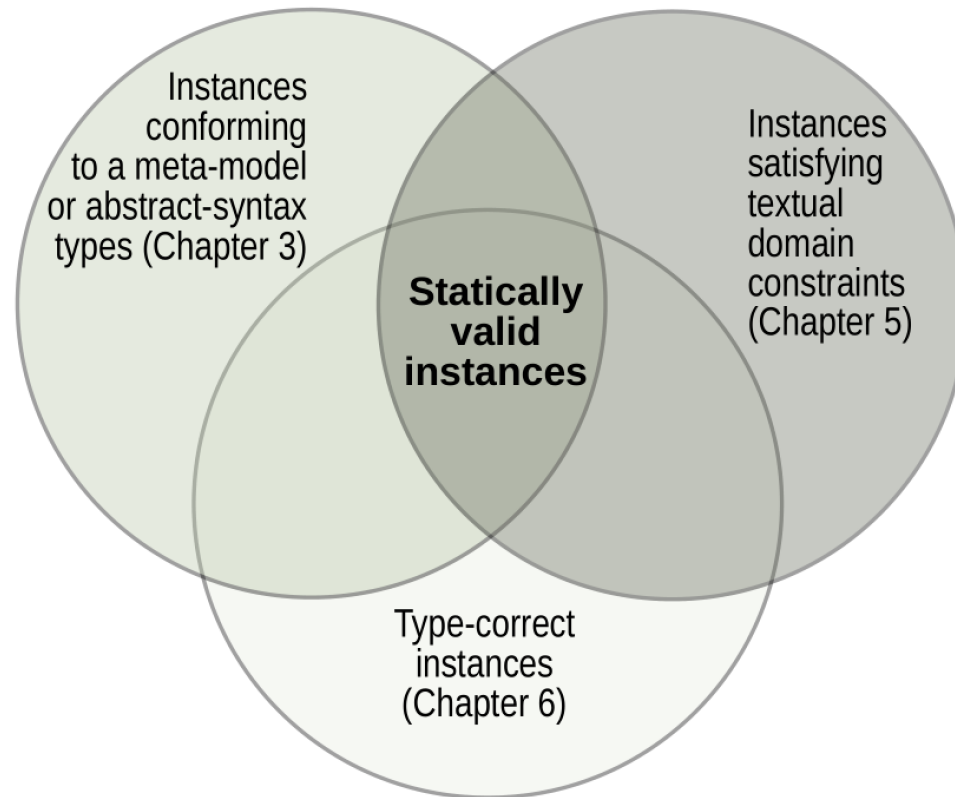 Instances
conforming
to a meta-model
or abstract-syntax
types (Chapter 3)
Instances
satisfying
textual
domain
constraints
(Chapter 5)
Statically
valid
instances
Type-correct
instances
(Chapter 6)